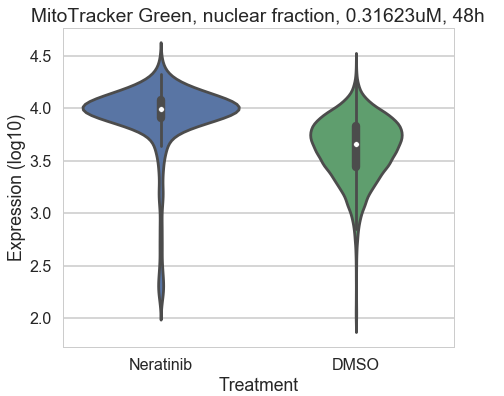 MitoTracker Green, nuclear fraction, 0.31623uM, 48h
4.5
4.0
3.5
3.0
2.5
2.0
Expression (log10)
Neratinib
DMSO
Treatment